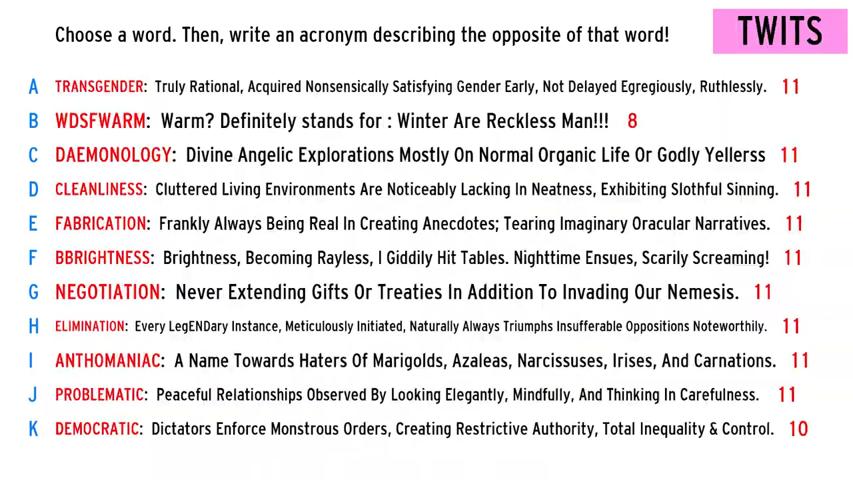 Choose a word. Then, write an acronym describing the opposite of that word!
TWITS
A TRANSGENDER: Truly Rational, Acquired Nonsensically Satisfying Gender Early, Not Delayed Egregiously, Ruthlessly. 11
B WDSFWARM: Warm? Definitely stands for : Winter Are Reckless Man!!! 8
C DAEMONOLOGY: Divine Angelic Explorations Mostly On Normal Organic Life Or Godly Yellerss 11
D CLEANLINESS: Cluttered Living Environments Are Noticeably Lacking In Neatness, Exhibiting Slothful Sinning. 11
E FABRICATION: Frankly Always Being Real In Creating Anecdotes; Tearing Imaginary Oracular Narratives. 11
F BBRIGHTNESS: Brightness, Becoming Rayless, I Giddily Hit Tables. Nighttime Ensues, Scarily Screaming! 11
G NEGOTIATION: Never Extending Gifts Or Treaties In Addition To Invading Our Nemesis. 11
H ELIMINATION: Every LegENDary Instance, Meticulously Initiated, Naturally Always Triumphs Insufferable Oppositions Noteworthily. 11
I ANTHOMANIAC: A Name Towards Haters Of Marigolds, Azaleas, Narcissuses, Irises, And Carnations. 11
J PROBLEMATIC: Peaceful Relationships Observed By Looking Elegantly, Mindfully, And Thinking In Carefulness. 11
K DEMOCRATIC: Dictators Enforce Monstrous Orders, Creating Restrictive Authority, Total Inequality & Control. 10